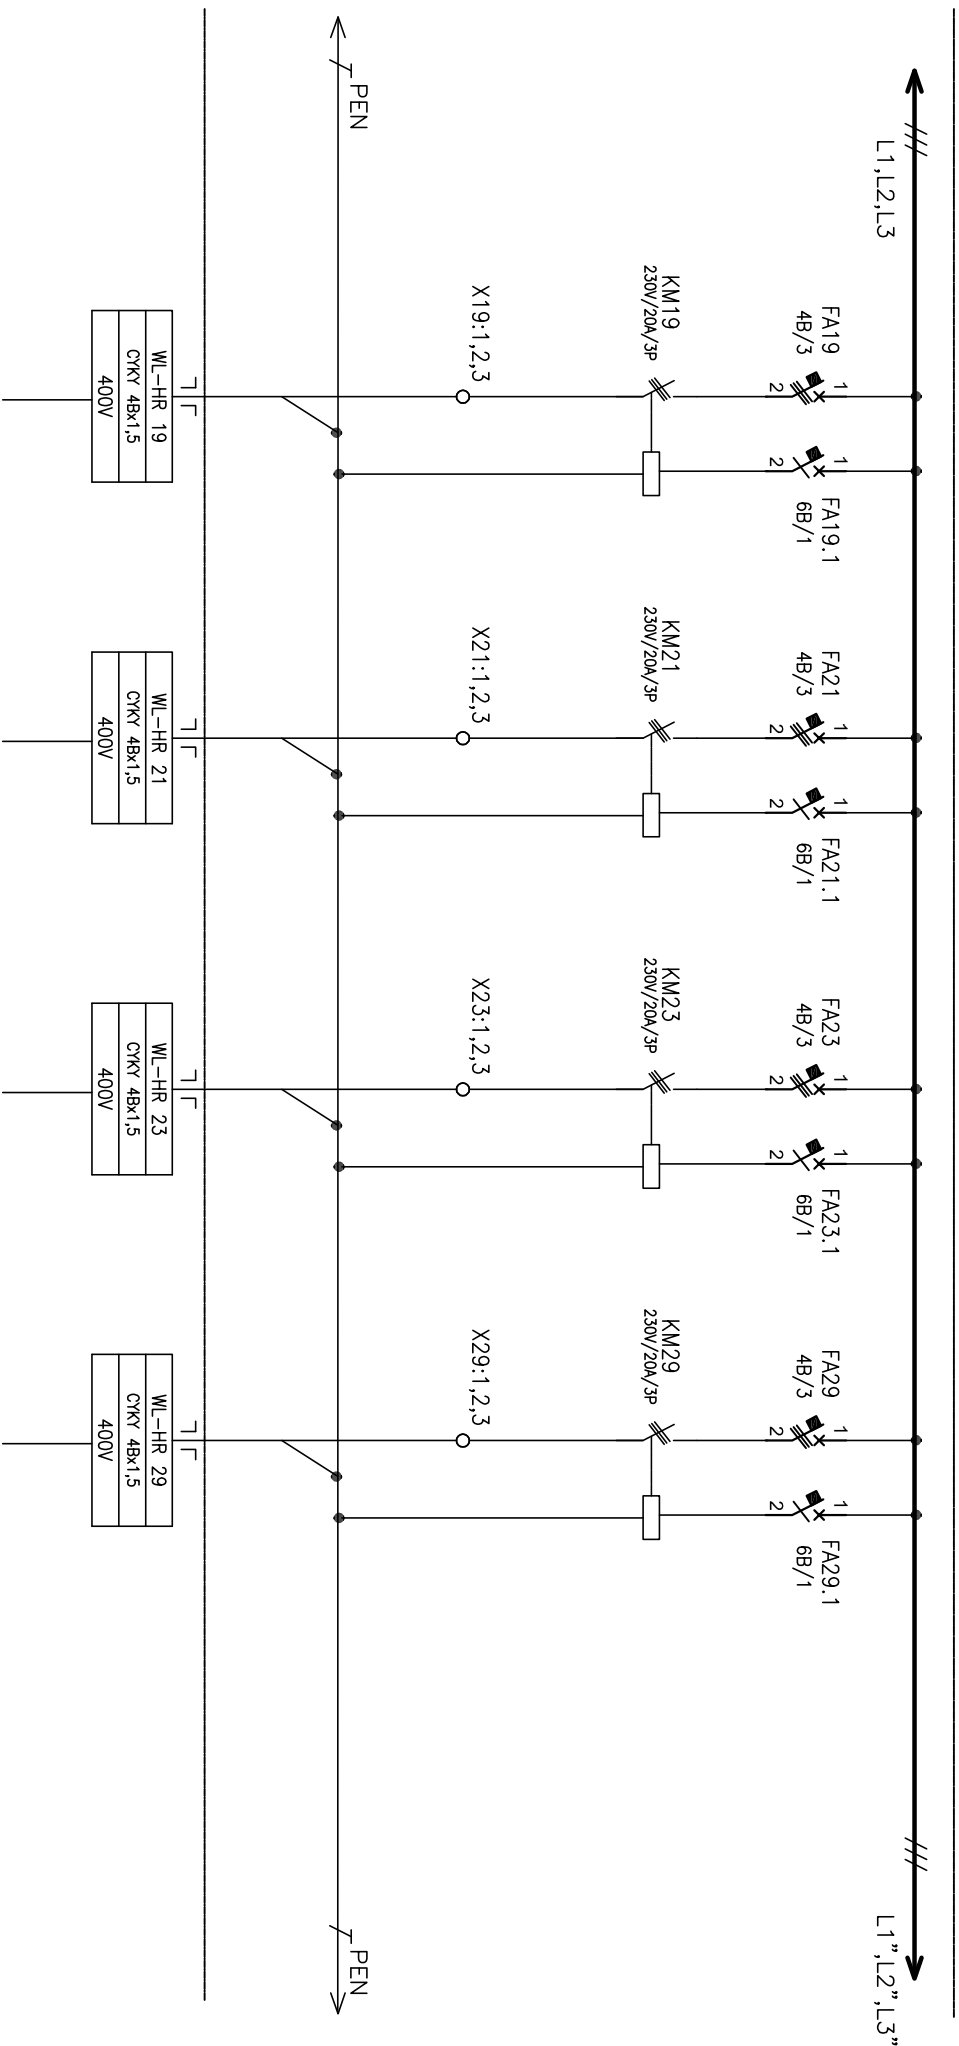 L1,L2,L3
L1",L2",L3"
FA19
4B/3
1
2
FA19.1
6B/1
1
2
KM19
230V/20A/3P
X19:1,2,3
FA21
4B/3
1
2
FA21.1
6B/1
1
2
KM21
230V/20A/3P
X21:1,2,3
FA23
4B/3
1
2
FA23.1
6B/1
1
2
KM23
230V/20A/3P
X23:1,2,3
FA29
4B/3
1
2
FA29.1
6B/1
1
2
KM29
230V/20A/3P
X29:1,2,3
PEN
PEN
WL-HR 19
CYKY 4Bx1,5
400V
WL-HR 21
CYKY 4Bx1,5
400V
WL-HR 23
CYKY 4Bx1,5
400V
WL-HR 29
CYKY 4Bx1,5
400V